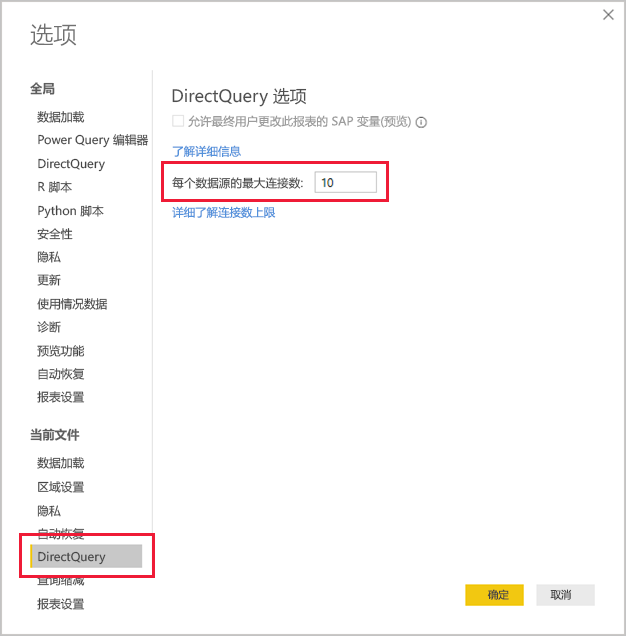 选项
全局
数据加载
Power Query 编辑器
DirectQuery
R 脚本
Python 脚本
安全性
隐私
更新
使用情况数据
诊断
预览功能
自动恢复
报表设置
当前文件
数据加载
区域设置
隐私
自动恢复
DirectQuery
查询缩减
报表设置
DirectQuery 选项
允许最终用户更改此报表的 SAP 变量(预览)
了解详细信息
每个数据源的最大连接数: 10
详细了解连接数上限
确定
取消